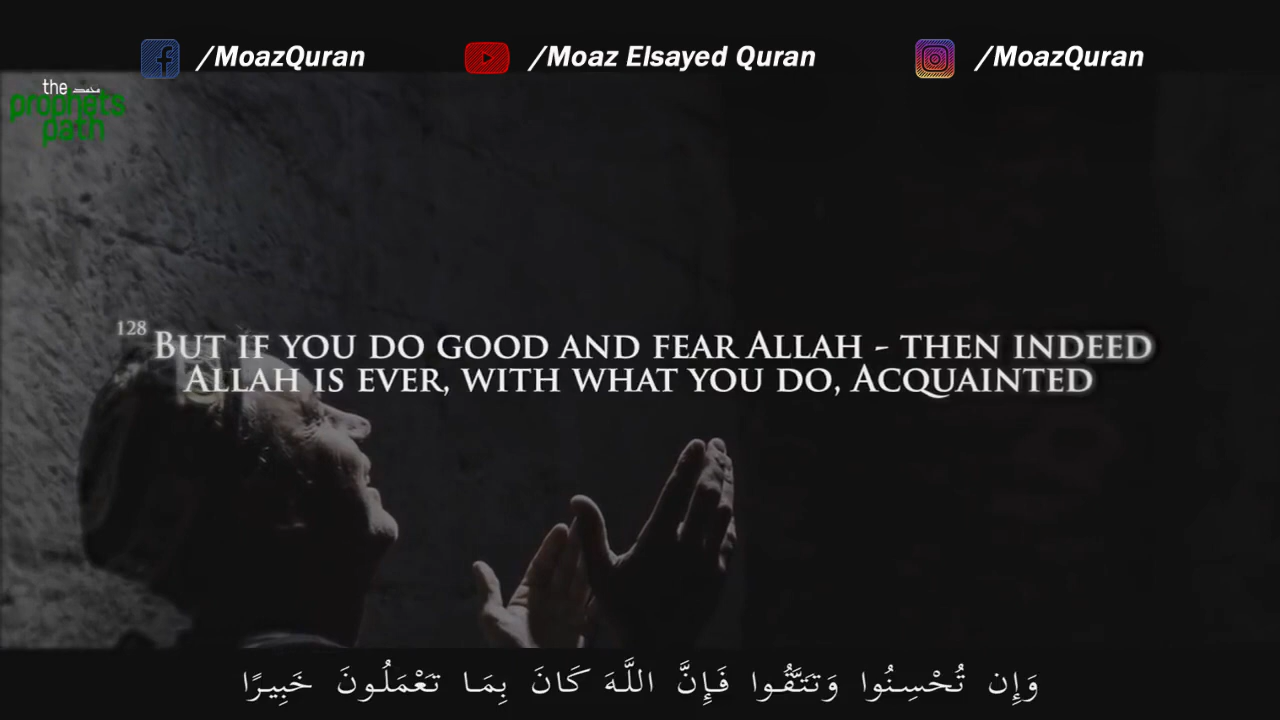 /MoazQuran
/Moaz Elsayed Quran
/MoazQuran
the محمد
prophets
path
128 BUT IF YOU DO GOOD AND FEAR ALLAH - THEN INDEED
ALLAH IS EVER, WITH WHAT YOU DO, ACQUAINTED
وَإِن تُحْسِنُوا وَتَتَّقُوا فَإِنَّ اللَّهَ كَانَ بِمَا تَعْمَلُونَ خَبِيرًا